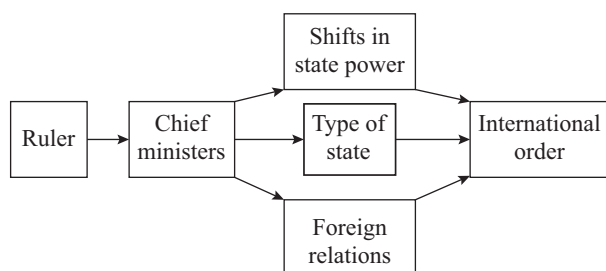 Shifts in
state power
Ruler
Chief
ministers
Type of
state
International
order
Foreign
relations